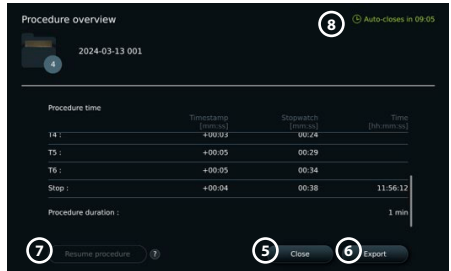 Procedure overview
8
Auto-closes in 09:05
4
2024-03-13 001
Procedure time
Timestamp [mm:ss]
Stopwatch [mm:ss]
Time [hh:mm:ss]
T4 : +00:03 00:24
T5 : +00:05 00:29
T6 : +00:05 00:34
Stop : +00:04 00:38 11:56:12
Procedure duration : 1 min
7 Resume procedure ?
5 Close
6 Export